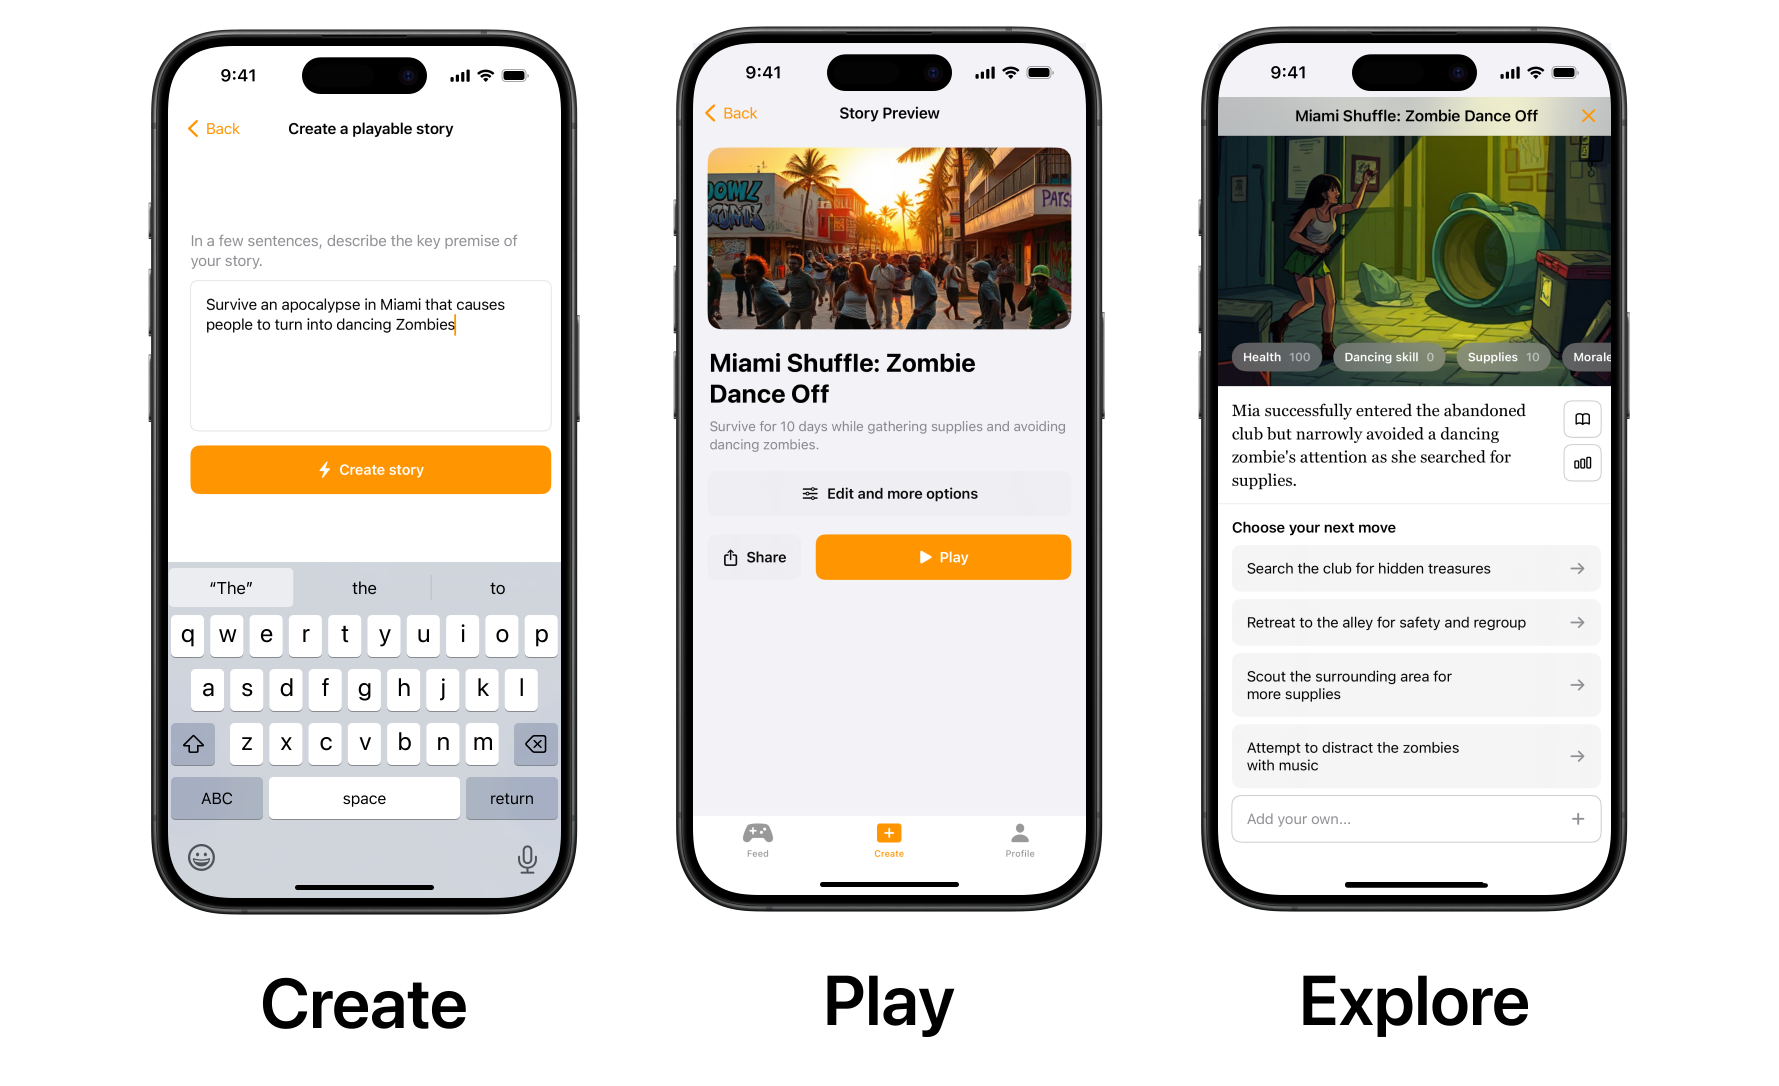 9:41
Back
Create a playable story
In a few sentences, describe the key premise of
your story.
Survive an apocalypse in Miami that causes
people to turn into dancing Zombies
Create story
“The”
the
to
q w e r t y u i o p
a s d f g h j k l
z x c v b n m
ABC
space
return
Create
9:41
Back
Story Preview
Miami Shuffle: Zombie
Dance Off
Survive for 10 days while gathering supplies and avoiding
dancing zombies.
Edit and more options
Share
Play
Feed
Create
Profile
Play
9:41
Miami Shuffle: Zombie Dance Off
Health 100
Dancing skill 0
Supplies 10
Morale
Mia successfully entered the abandoned
club but narrowly avoided a dancing
zombie's attention as she searched for
supplies.
Choose your next move
Search the club for hidden treasures
Retreat to the alley for safety and regroup
Scout the surrounding area for
more supplies
Attempt to distract the zombies
with music
Add your own...
Explore